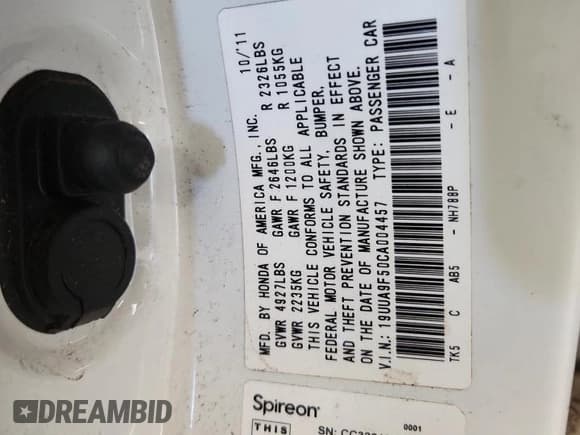 MFD. BY HONDA OF AMERICA MFG., INC. 10/'11
GVWR 4927LBS GAWR F 2646LBS R 2326LBS
GVWR 2235KG GAWR F 1200KG R 1055KG
THIS VEHICLE CONFORMS TO ALL APPLICABLE
FEDERAL MOTOR VEHICLE SAFETY, BUMPER,
AND THEFT PREVENTION STANDARDS IN EFFECT
ON THE DATE OF MANUFACTURE SHOWN ABOVE.
V.I.N.: 19UUA9F50CA004457 TYPE: PASSENGER CAR
TK5 C AB5 - NH788P - E - A
Spireon
0001
THIS
SN:
DREAMBID